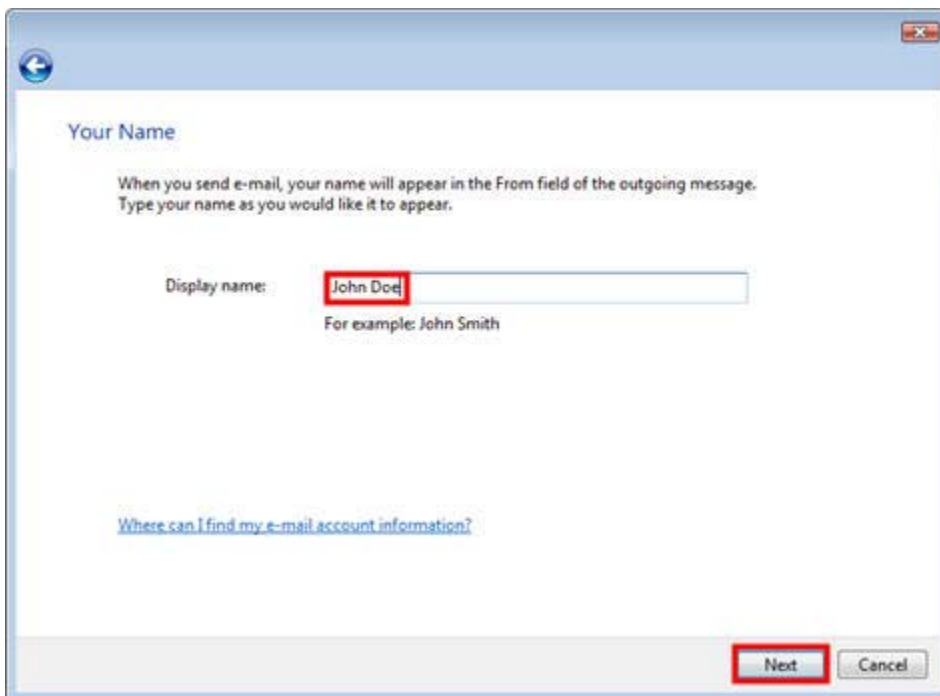 Your Name
When you send e-mail, your name will appear in the From field of the outgoing message.
Type your name as you would like it to appear.
Display name: John Doe
For example: John Smith
Where can I find my e-mail account information?
Next Cancel